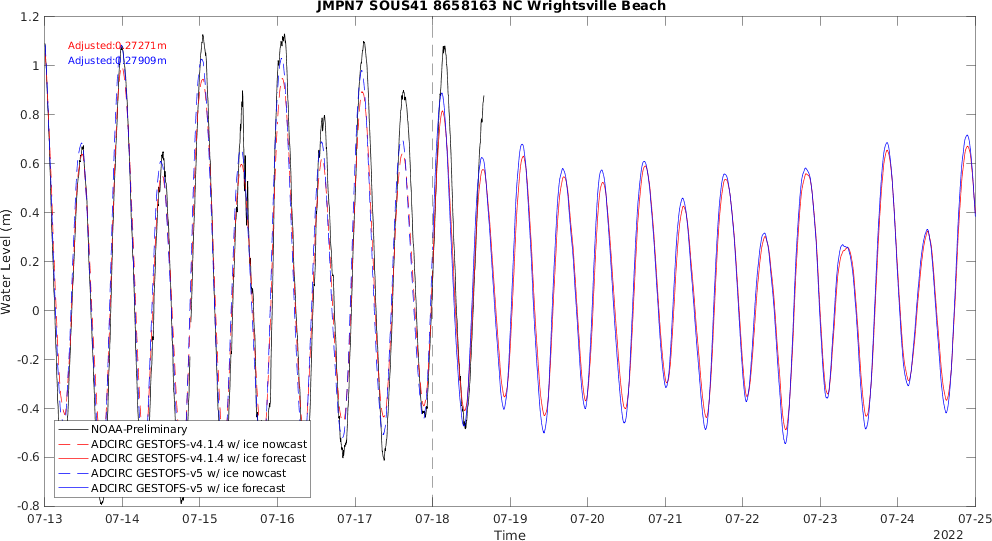 JMPN7 SOUS41 8658163 NC Wrightsville Beach
1.2
1
0.8
0.6
0.4
0.2
0
-0.2
-0.4
-0.6
-0.8
Water Level (m)
Adjusted:0.27271m
Adjusted:0.27909m
NOAA-Preliminary
ADCIRC GESTOFS-v4.1.4 w/ ice nowcast
ADCIRC GESTOFS-v4.1.4 w/ ice forecast
ADCIRC GESTOFS-v5 w/ ice nowcast
ADCIRC GESTOFS-v5 w/ ice forecast
07-13 07-14 07-15 07-16 07-17 07-18 07-19 07-20 07-21 07-22 07-23 07-24 07-25
Time
2022